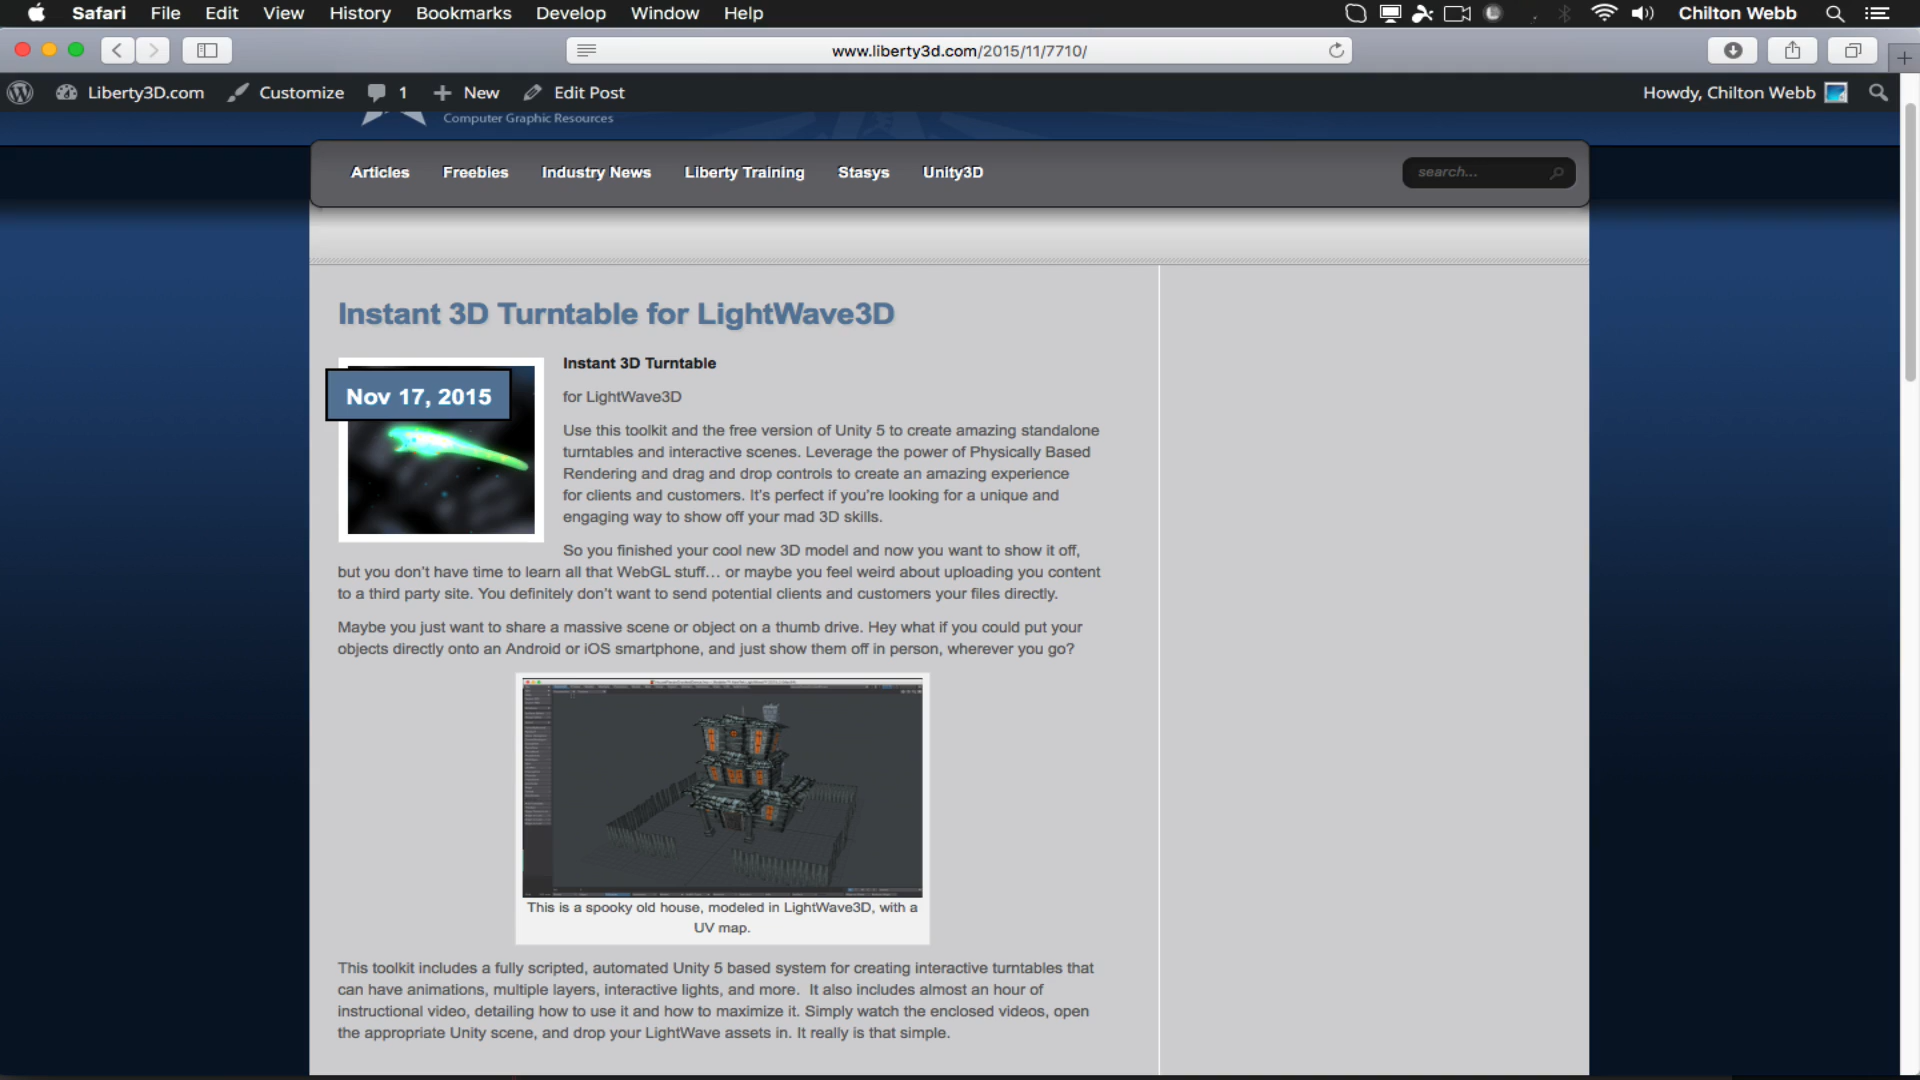 Safari File Edit View History Bookmarks Develop Window Help Chilton Webb
www.liberty3d.com/2015/11/7710/
Liberty3D.com Customize 1 New Edit Post Howdy, Chilton Webb
Computer Graphic Resources
Articles Freebies Industry News Liberty Training Stasys Unity3D search...
Instant 3D Turntable for LightWave3D
Nov 17, 2015
Instant 3D Turntable
for LightWave3D
Use this toolkit and the free version of Unity 5 to create amazing standalone
turntables and interactive scenes. Leverage the power of Physically Based
Rendering and drag and drop controls to create an amazing experience
for clients and customers. It's perfect if you're looking for a unique and
engaging way to show off your mad 3D skills.
So you finished your cool new 3D model and now you want to show it off,
but you don't have time to learn all that WebGL stuff… or maybe you feel weird about uploading you content
to a third party site. You definitely don't want to send potential clients and customers your files directly.
Maybe you just want to share a massive scene or object on a thumb drive. Hey what if you could put your
objects directly onto an Android or iOS smartphone, and just show them off in person, wherever you go?
This is a spooky old house, modeled in LightWave3D, with a
UV map.
This toolkit includes a fully scripted, automated Unity 5 based system for creating interactive turntables that
can have animations, multiple layers, interactive lights, and more. It also includes almost an hour of
instructional video, detailing how to use it and how to maximize it. Simply watch the enclosed videos, open
the appropriate Unity scene, and drop your LightWave assets in. It really is that simple.